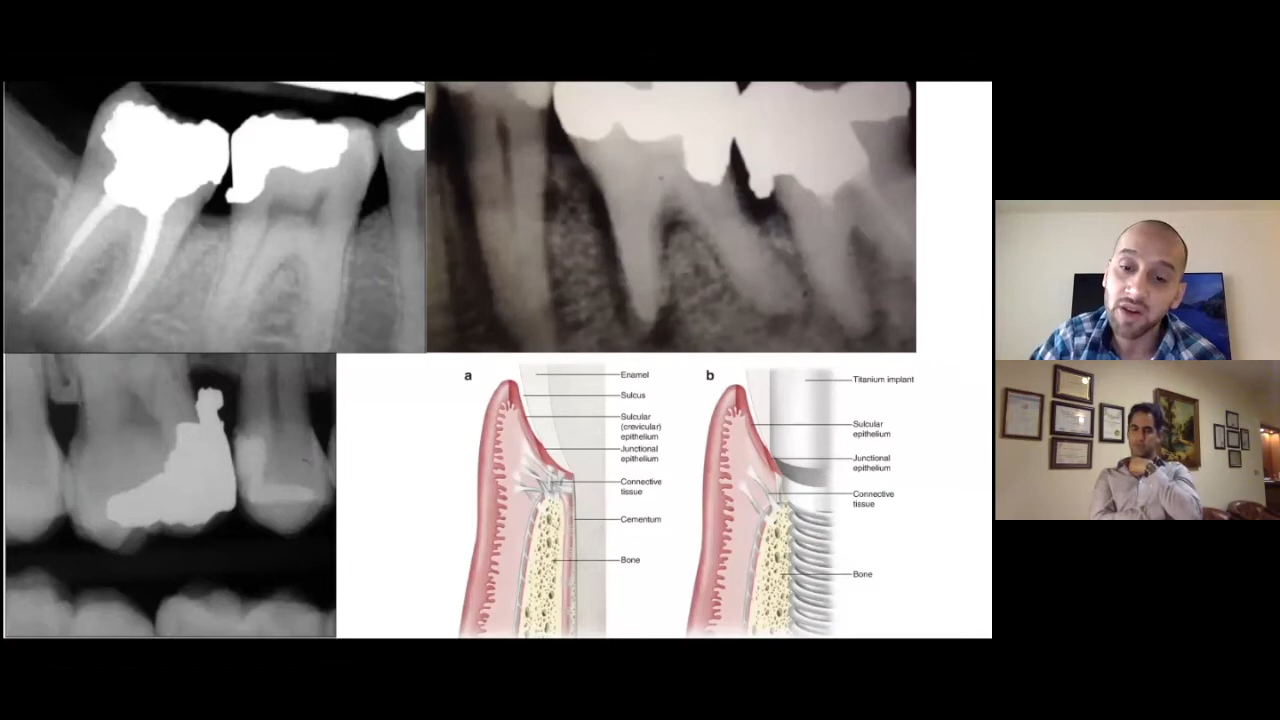 a
Enamel
Sulcus
Sulcular
(crevicular)
epithelium
Junctional
epithelium
Connective
tissue
Cementum
Bone
b
Titanium implant
Sulcular
epithelium
Junctional
epithelium
Connective
tissue
Bone